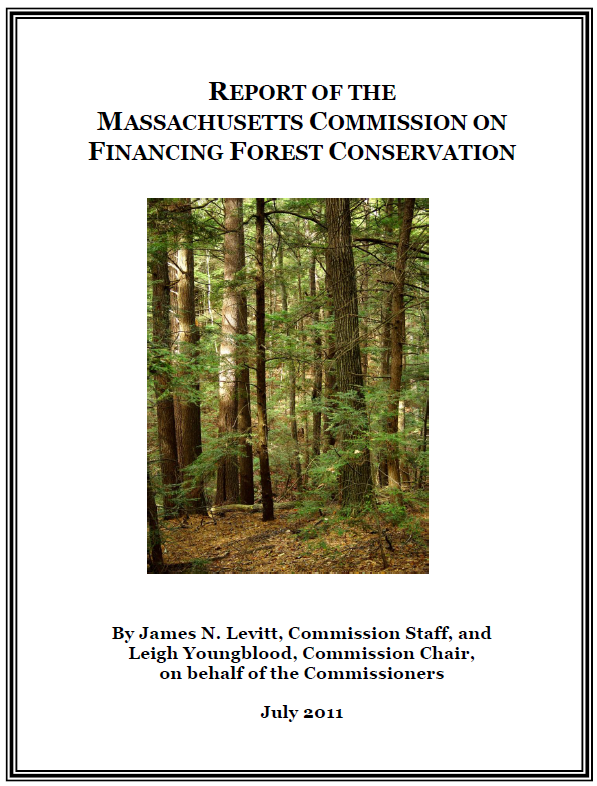 REPORT OF THE
MASSACHUSETTS COMMISSION ON
FINANCING FOREST CONSERVATION
By James N. Levitt, Commission Staff, and
Leigh Youngblood, Commission Chair,
on behalf of the Commissioners
July 2011